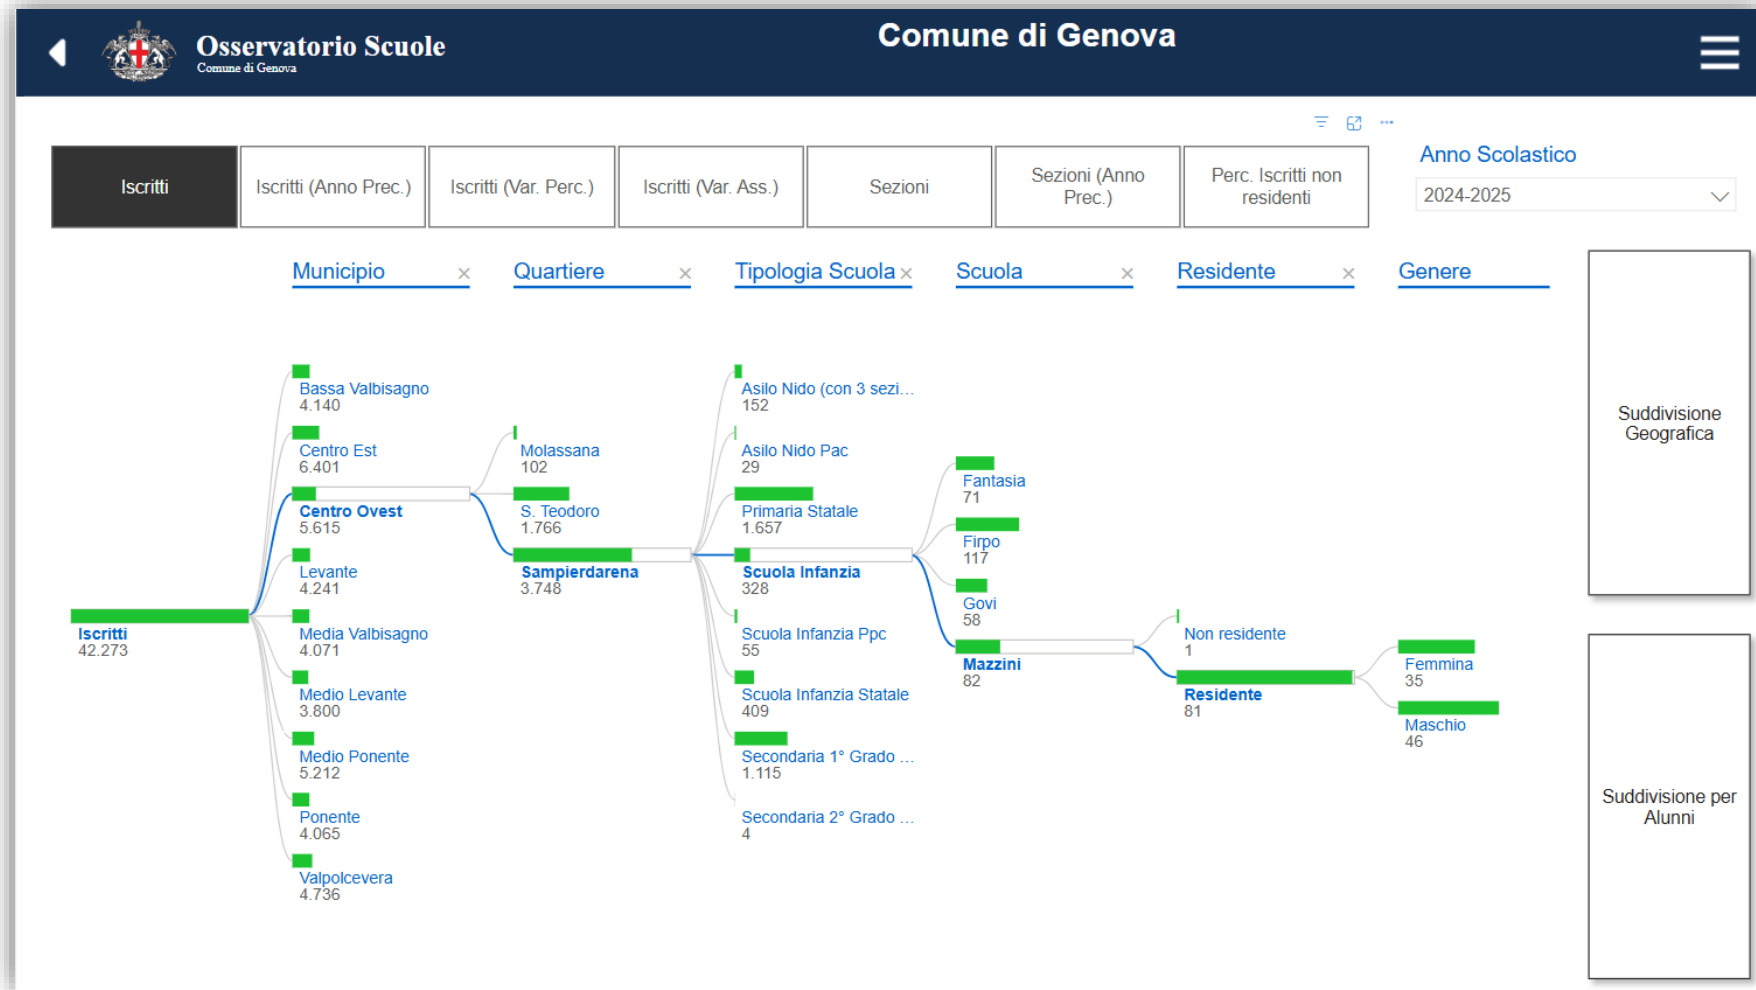 Osservatorio Scuole
Comune di Genova
Comune di Genova
Iscritti
Iscritti (Anno Prec.)
Iscritti (Var. Perc.)
Iscritti (Var. Ass.)
Sezioni
Sezioni (Anno
Prec.)
Perc. Iscritti non
residenti
Anno Scolastico
2024-2025
Municipio
Quartiere
Tipologia Scuola
Scuola
Residente
Genere
Iscritti
42.273
Bassa Valbisagno
4.140
Centro Est
6.401
Centro Ovest
5.615
Levante
4.241
Media Valbisagno
4.071
Medio Levante
3.800
Medio Ponente
5.212
Ponente
4.065
Valpolcevera
4.736
Molassana
102
S. Teodoro
1.766
Sampierdarena
3.748
Asilo Nido (con 3 sezi...
152
Asilo Nido Pac
29
Primaria Statale
1.657
Scuola Infanzia
328
Scuola Infanzia Ppc
55
Scuola Infanzia Statale
409
Secondaria 1° Grado ...
1.115
Secondaria 2° Grado ...
4
Fantasia
71
Firpo
117
Govi
58
Mazzini
82
Non residente
1
Residente
81
Femmina
35
Maschio
46
Suddivisione
Geografica
Suddivisione per
Alunni